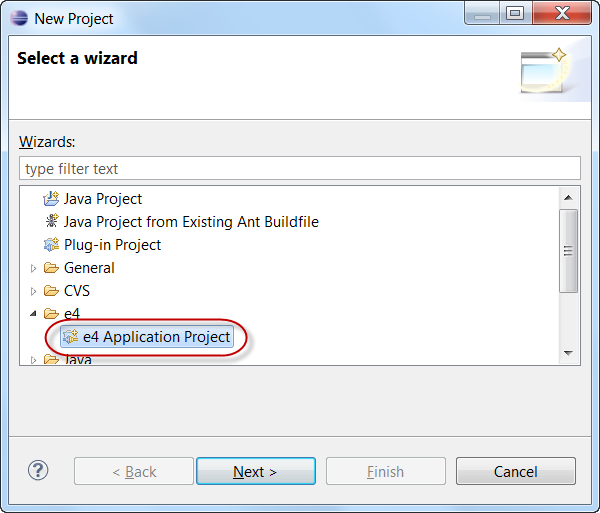 New Project
Select a wizard
Wizards:
type filter text
Java Project
Java Project from Existing Ant Buildfile
Plug-in Project
General
CVS
e4
e4 Application Project
Java
?
< Back
Next >
Finish
Cancel